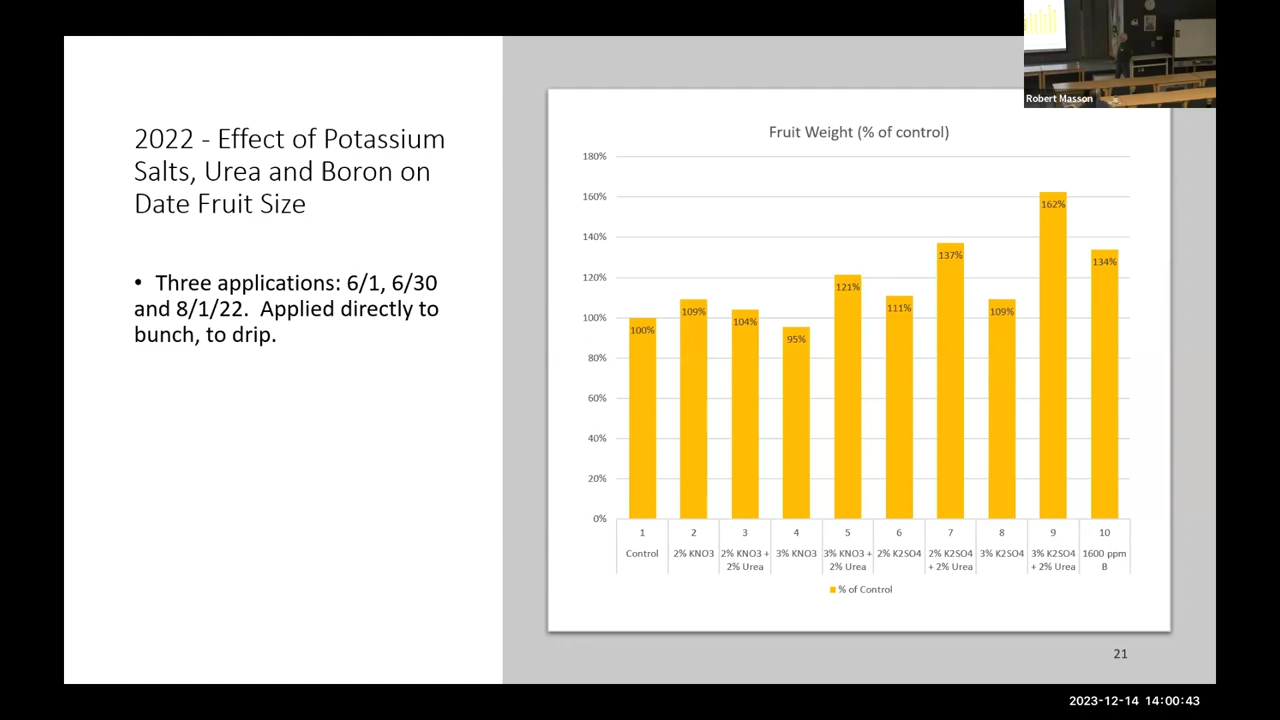 Robert Masson
2022 - Effect of Potassium
Salts, Urea and Boron on
Date Fruit Size
• Three applications: 6/1, 6/30
and 8/1/22.  Applied directly to
bunch, to drip.
Fruit Weight (% of control)
180%
160%
140%
120%
100%
80%
60%
40%
20%
0%
100%
109%
104%
95%
121%
111%
137%
109%
162%
134%
1 2 3 4 5 6 7 8 9 10
Control 2% KNO3 2% KNO3 + 3% KNO3 3% KNO3 + 2% K2SO4 2% K2SO4 3% K2SO4 3% K2SO4 1600 ppm
2% Urea 2% Urea + 2% Urea + 2% Urea B
% of Control
21
2023-12-14 14:00:43